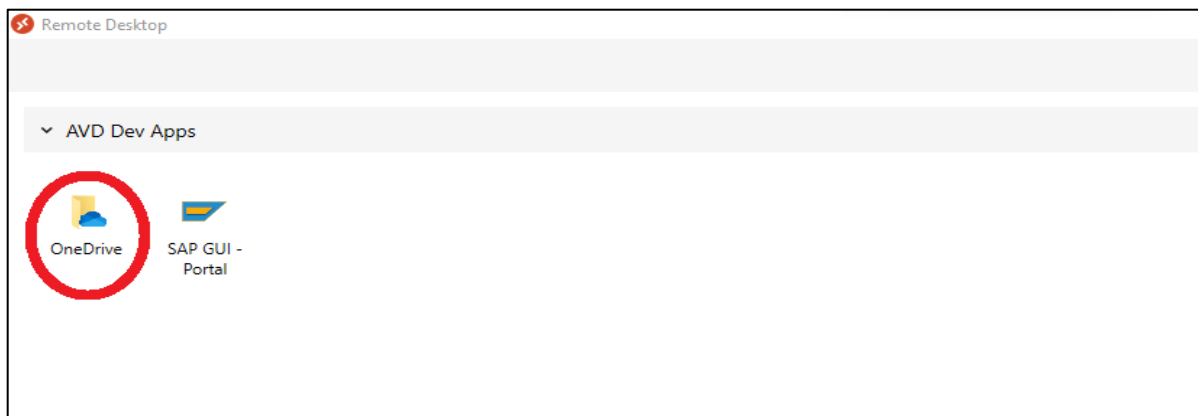 Remote Desktop
AVD Dev Apps
OneDrive
SAP GUI -
Portal